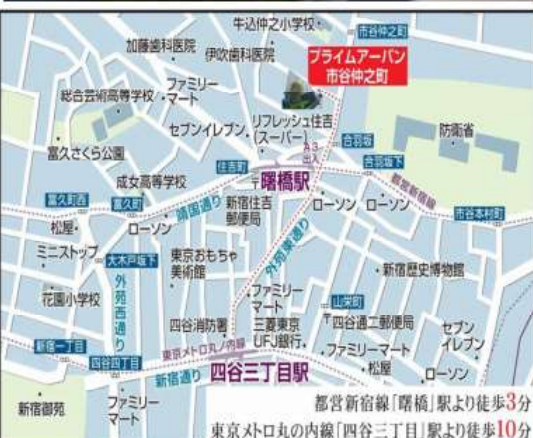 牛込仲之小学校
市谷仲之町
加藤歯科医院
伊吹歯科医院
プライムアーバン
市谷仲之町
総合芸術高等学校
ファミリー
マート
リフレッシュ住吉
(スーパー)
セブンイレブン
防衛省
富久さくら公園
A3
出入口
合羽坂
住吉町
合羽坂下
成女高等学校
曙橋駅
都営新宿線
富久町西
富久町
靖国通り
新宿住吉
郵便局
ローソン
ローソン
市谷本村町
松屋
ローソン
外苑東通り
ミニストップ
大木戸坂下
東京おもちゃ
美術館
新宿歴史博物館
外苑西通り
花園小学校
ファミリー
マート
山栄町
四谷消防署
三菱東京
UFJ銀行
〒四谷通二郵便局
セブン
イレブン
新宿一丁目
東京メトロ丸ノ内線
ファミリーマート
四谷四丁目
新宿通り
四谷三丁目駅
松屋
ローソン
新宿御苑
ファミリー
マート
都営新宿線「曙橋」駅より徒歩3分
東京メトロ丸の内線「四谷三丁目」駅より徒歩10分